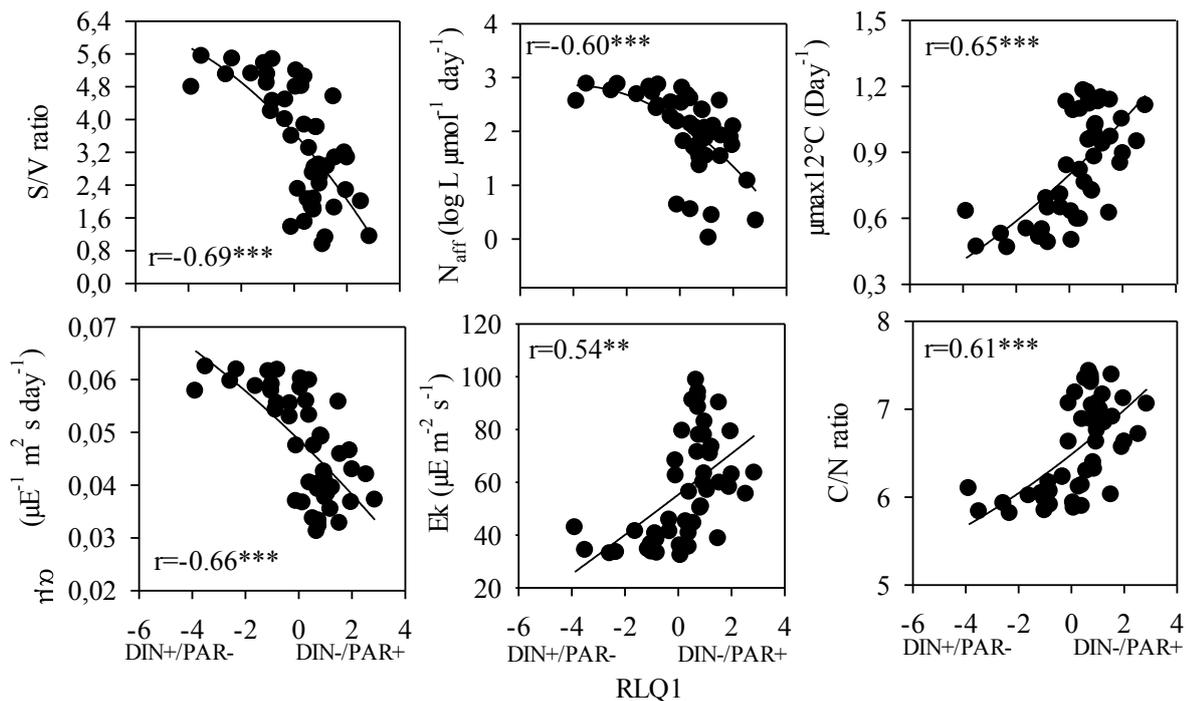 S/V ratio
6,4
5,6
4,8
4,0
3,2
2,4
1,6
0,8
0,0
r=-0.69***
N_aff (log L µmol⁻¹ day⁻¹)
4
3
2
1
0
r=-0.60***
µmax12°C (Day⁻¹)
1,5
1,2
0,9
0,6
0,3
r=0.65***
(µE⁻¹ m² s day⁻¹)
0,07
0,06
0,05
0,04
0,03
0,02
r=-0.66***
-6 -4 -2 0 2 4
DIN+/PAR- DIN-/PAR+
Ek (µE m⁻² s⁻¹)
120
100
80
60
40
20
r=0.54**
-6 -4 -2 0 2 4
DIN+/PAR- DIN-/PAR+
C/N ratio
8
7
6
5
r=0.61***
-6 -4 -2 0 2 4
DIN+/PAR- DIN-/PAR+
RLQ1